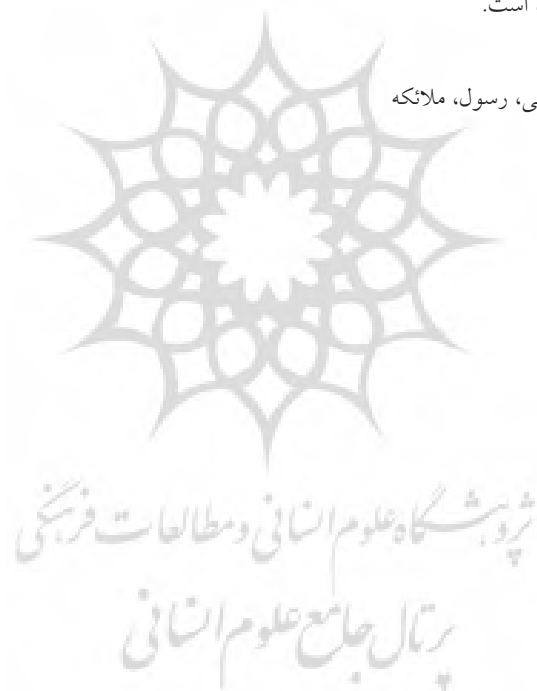 است.
ی، رسول، ملائکه
پژوهشگاه علوم انسانی و مطالعات فرهنگی
پرتال جامع علوم انسانی